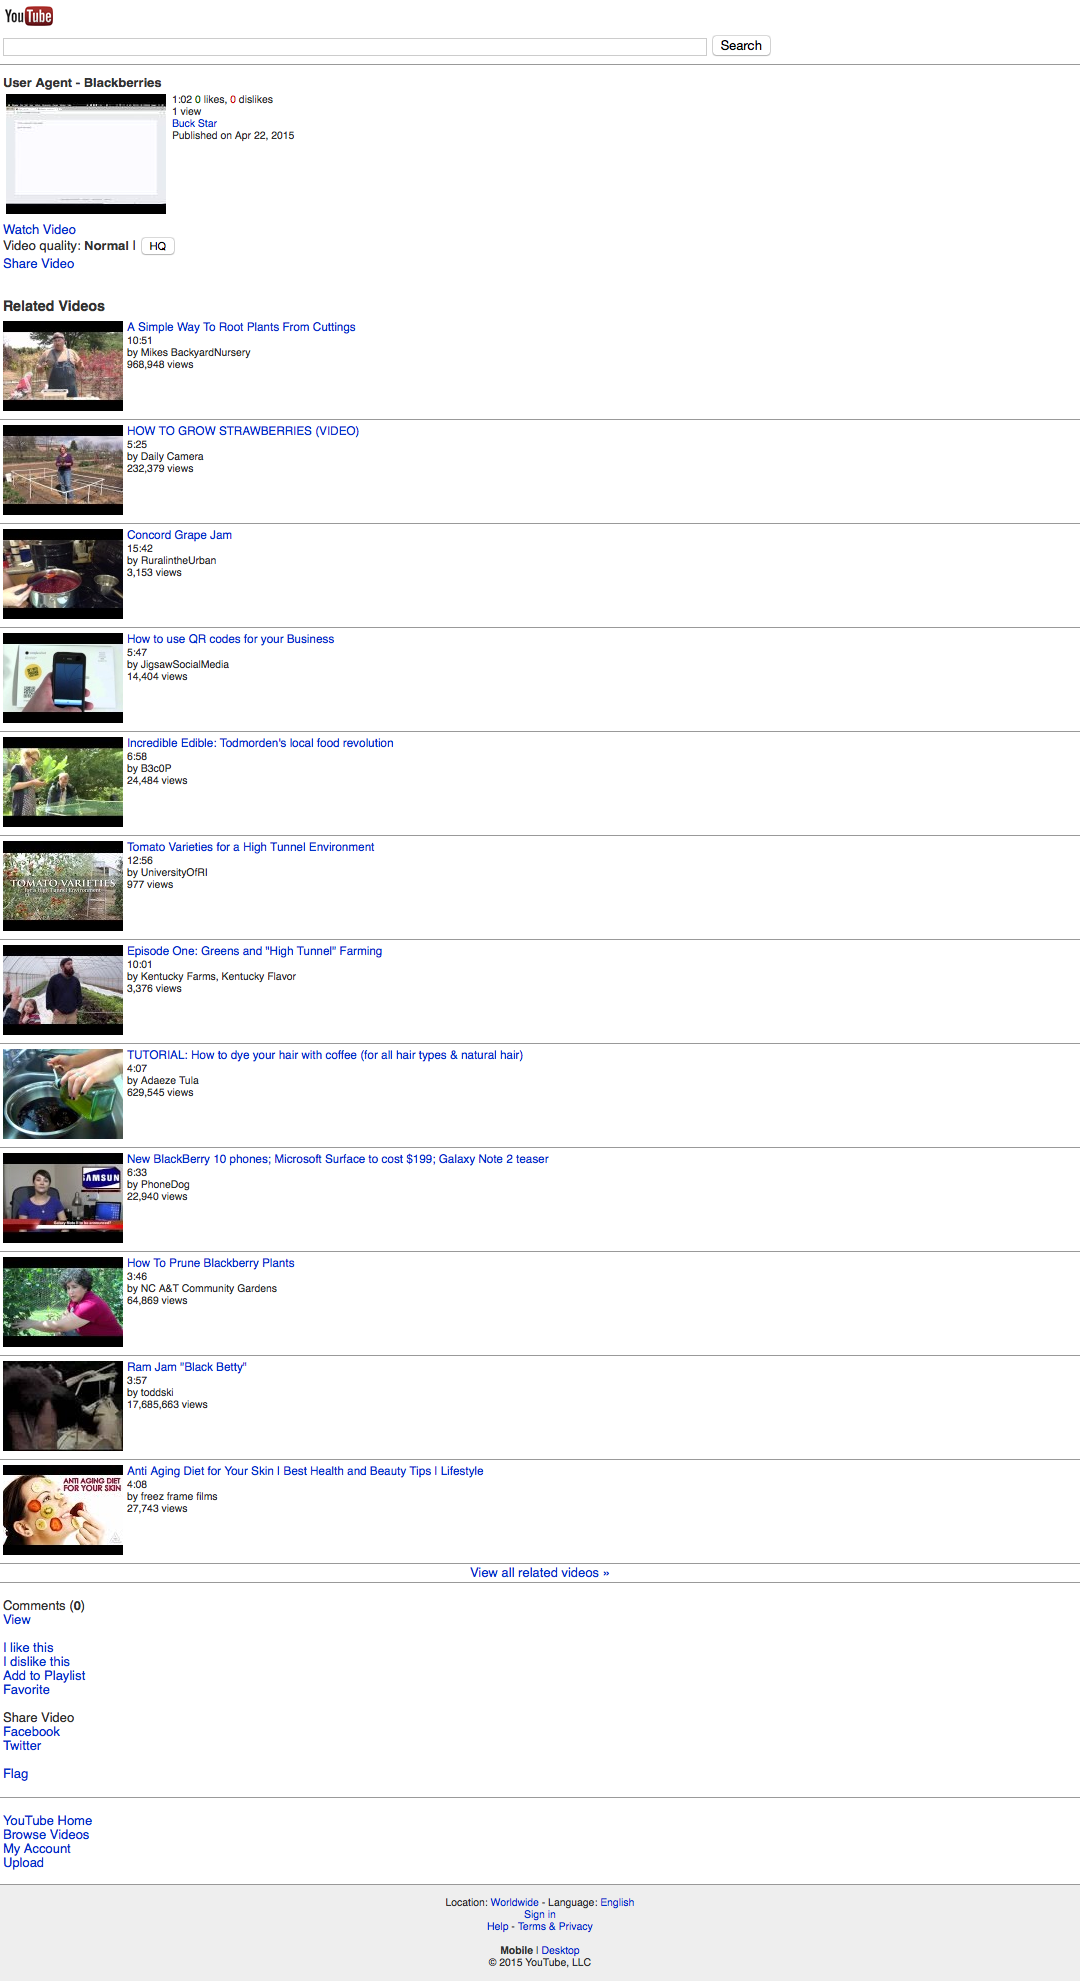 YouTube
Search
User Agent - Blackberries
1:02 0 likes, 0 dislikes
1 view
Buck Star
Published on Apr 22, 2015
Watch Video
Video quality: Normal | HQ
Share Video
Related Videos
A Simple Way To Root Plants From Cuttings
10:51
by Mikes BackyardNursery
968,948 views
HOW TO GROW STRAWBERRIES (VIDEO)
5:25
by Daily Camera
232,379 views
Concord Grape Jam
15:42
by RuralintheUrban
3,153 views
How to use QR codes for your Business
5:47
by JigsawSocialMedia
14,404 views
Incredible Edible: Todmorden's local food revolution
6:58
by B3c0P
24,484 views
TOMATO VARIETIES
for a High Tunnel Environment
Tomato Varieties for a High Tunnel Environment
12:56
by UniversityOfRI
977 views
Episode One: Greens and "High Tunnel" Farming
10:01
by Kentucky Farms, Kentucky Flavor
3,376 views
TUTORIAL: How to dye your hair with coffee (for all hair types & natural hair)
4:07
by Adaeze Tula
629,545 views
AMSUN
New BlackBerry 10 phones; Microsoft Surface to cost $199; Galaxy Note 2 teaser
6:33
by PhoneDog
22,940 views
How To Prune Blackberry Plants
3:46
by NC A&T Community Gardens
64,869 views
Ram Jam "Black Betty"
3:57
by toddski
17,685,663 views
ANTI AGING DIET
FOR YOUR SKIN
Anti Aging Diet for Your Skin | Best Health and Beauty Tips | Lifestyle
4:08
by freez frame films
27,743 views
View all related videos »
Comments (0)
View
I like this
I dislike this
Add to Playlist
Favorite
Share Video
Facebook
Twitter
Flag
YouTube Home
Browse Videos
My Account
Upload
Location: Worldwide - Language: English
Sign in
Help - Terms & Privacy
Mobile | Desktop
© 2015 YouTube, LLC